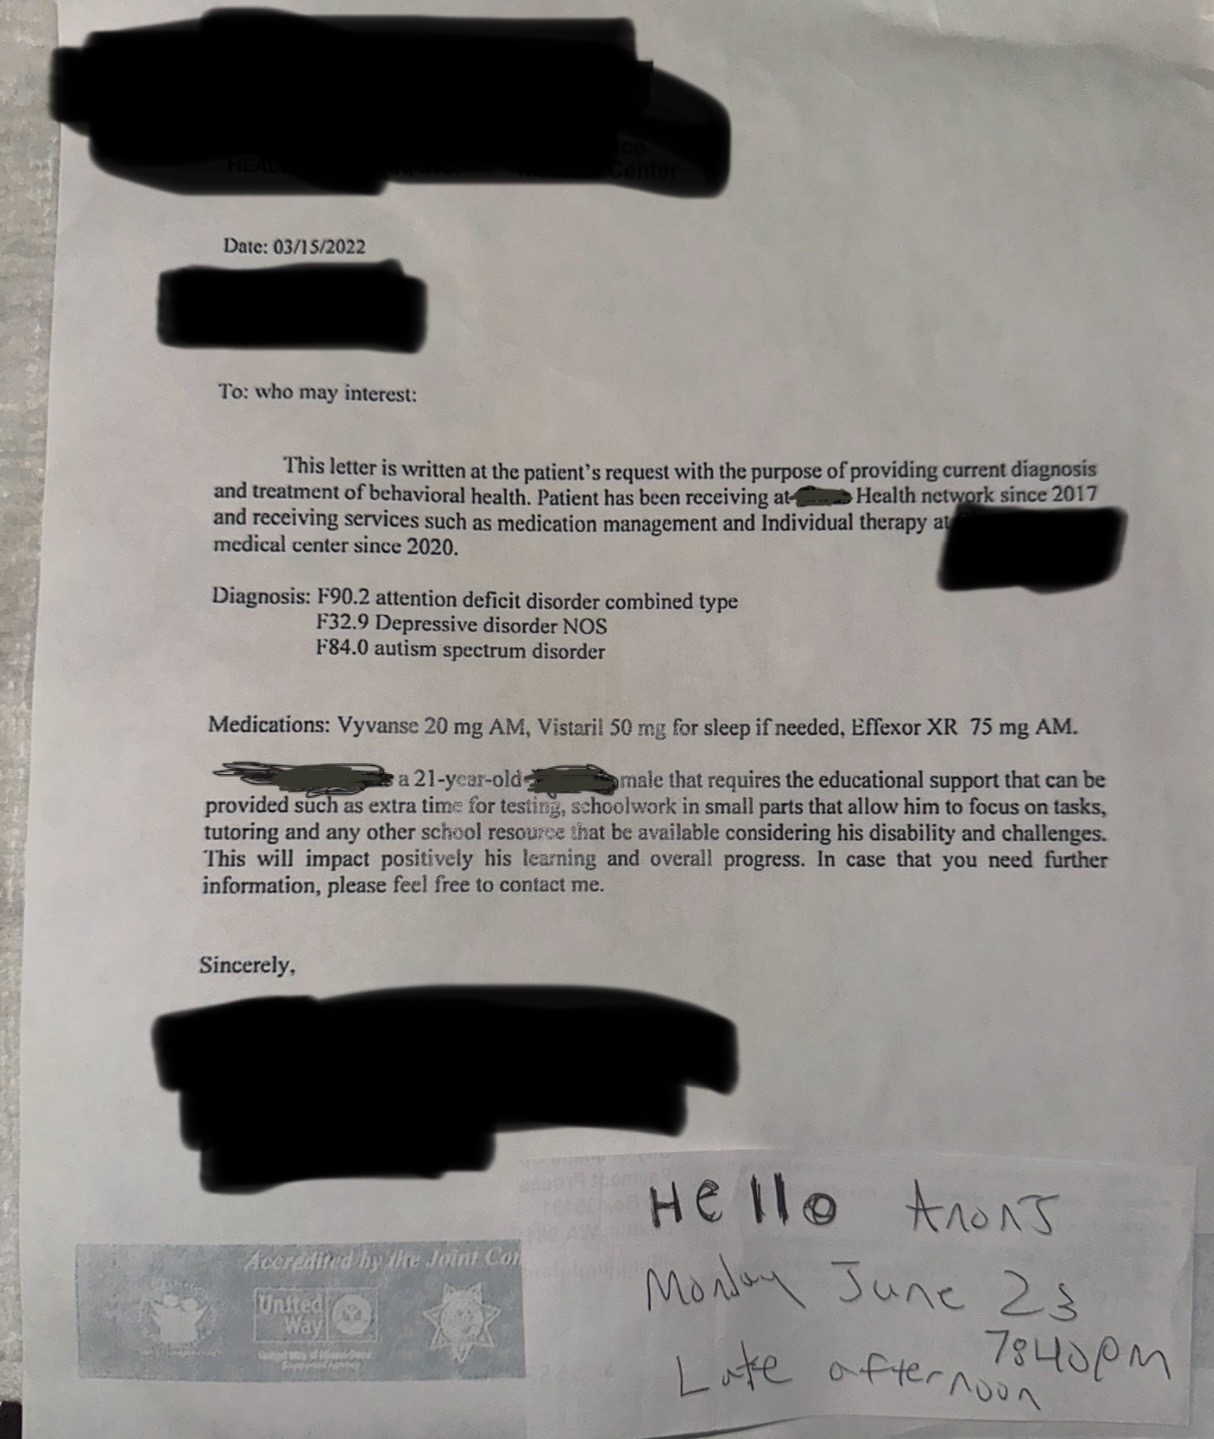 Center
Date: 03/15/2022
To: who may interest:
This letter is written at the patient's request with the purpose of providing current diagnosis
and treatment of behavioral health. Patient has been receiving at Health network since 2017
and receiving services such as medication management and Individual therapy at
medical center since 2020.
Diagnosis: F90.2 attention deficit disorder combined type
F32.9 Depressive disorder NOS
F84.0 autism spectrum disorder
Medications: Vyvanse 20 mg AM, Vistaril 50 mg for sleep if needed, Effexor XR 75 mg AM.
a 21-year-old male that requires the educational support that can be
provided such as extra time for testing, schoolwork in small parts that allow him to focus on tasks,
tutoring and any other school resource that be available considering his disability and challenges.
This will impact positively his learning and overall progress. In case that you need further
information, please feel free to contact me.
Sincerely,
Hello AnonS
Monday June 23
7:40pm
Late afternoon
Accredited by the Joint Com
United
Way